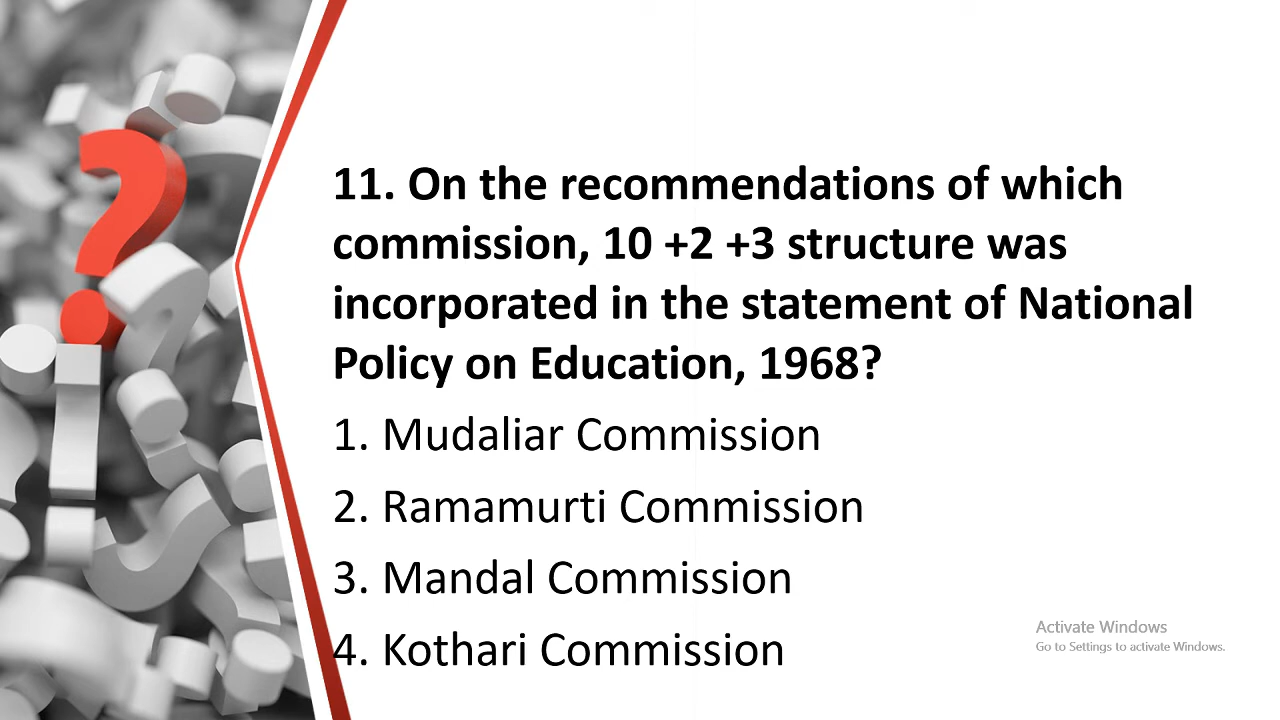 11. On the recommendations of which
commission, 10 +2 +3 structure was
incorporated in the statement of National
Policy on Education, 1968?
1. Mudaliar Commission
2. Ramamurti Commission
3. Mandal Commission
4. Kothari Commission
Activate Windows
Go to Settings to activate Windows.